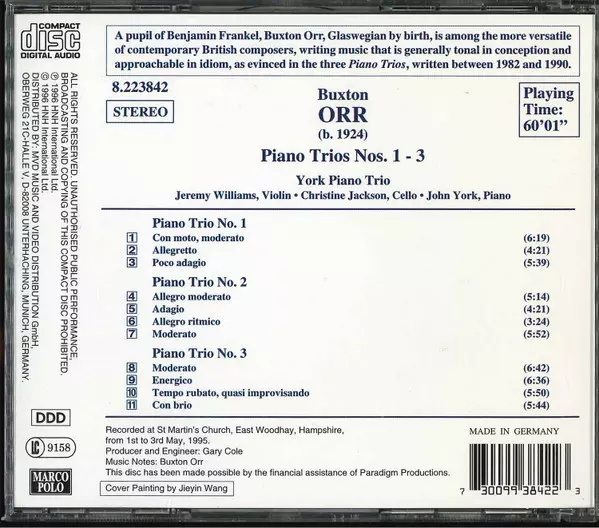 COMPACT
disc
DIGITAL AUDIO
A pupil of Benjamin Frankel, Buxton Orr, Glaswegian by birth, is among the more versatile
of contemporary British composers, writing music that is generally tonal in conception and
approachable in idiom, as evinced in the three Piano Trios, written between 1982 and 1990.
8.223842
STEREO
Buxton
ORR
(b. 1924)
Playing
Time:
60'01"
Piano Trios Nos. 1 - 3
York Piano Trio
Jeremy Williams, Violin • Christine Jackson, Cello • John York, Piano
Piano Trio No. 1
1 Con moto, moderato (6:19)
2 Allegretto (4:21)
3 Poco adagio (5:39)
Piano Trio No. 2
4 Allegro moderato (5:14)
5 Adagio (4:21)
6 Allegro ritmico (3:24)
7 Moderato (5:52)
Piano Trio No. 3
8 Moderato (6:42)
9 Energico (6:36)
10 Tempo rubato, quasi improvisando (5:50)
11 Con brio (5:44)
ALL RIGHTS RESERVED. UNAUTHORISED PUBLIC PERFORMANCE,
BROADCASTING AND COPYING OF THIS COMPACT DISC PROHIBITED.
℗ 1996 HNH International Ltd.
© 1996 HNH International Ltd.
DISTRIBUTED BY: MVD MUSIC AND VIDEO DISTRIBUTION GmbH,
OBERWEG 21C-HALLE V, D-82008 UNTERHACHING, MUNICH, GERMANY.
DDD
LC 9158
MARCO
POLO
Recorded at St Martin's Church, East Woodhay, Hampshire,
from 1st to 3rd May, 1995.
Producer and Engineer: Gary Cole
Music Notes: Buxton Orr
This disc has been made possible by the financial assistance of Paradigm Productions.
Cover Painting by Jieyin Wang
MADE IN GERMANY
7 30099 38422 3